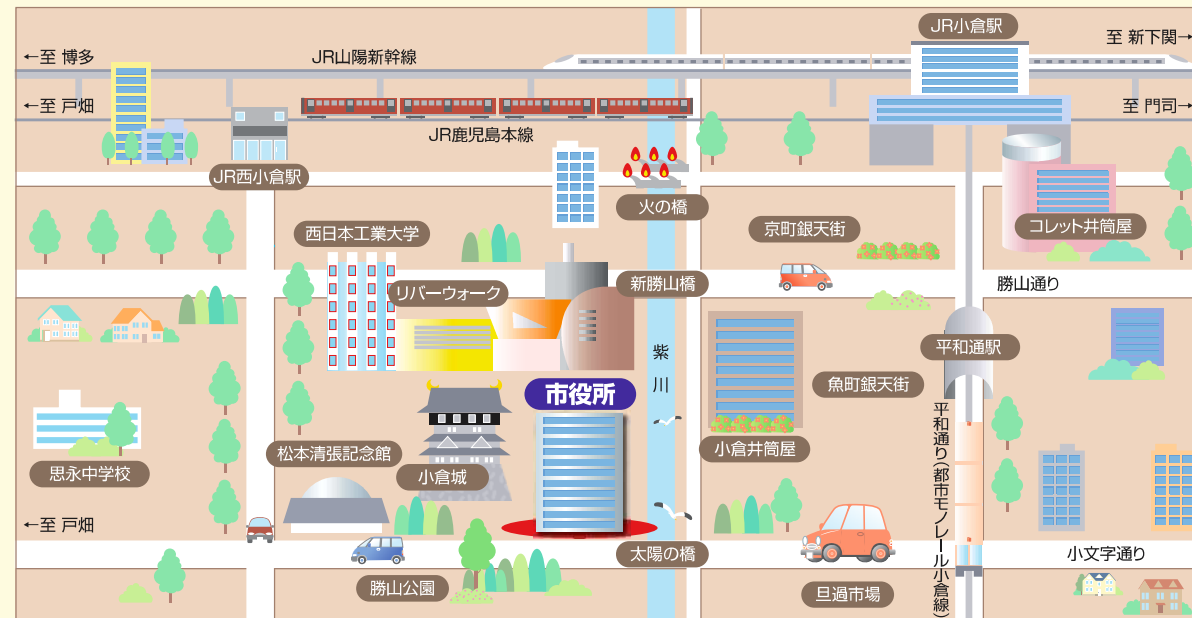 JR小倉駅
←至 博多
JR山陽新幹線
至 新下関→
←至 戸畑
JR鹿児島本線
至 門司→
JR西小倉駅
火の橋
京町銀天街
コレット井筒屋
西日本工業大学
リバーウォーク
新勝山橋
勝山通り
紫川
平和通駅
市役所
魚町銀天街
平和通り(都市モノレール小倉線)
松本清張記念館
小倉井筒屋
思永中学校
小倉城
←至 戸畑
太陽の橋
小文字通り
勝山公園
旦過市場